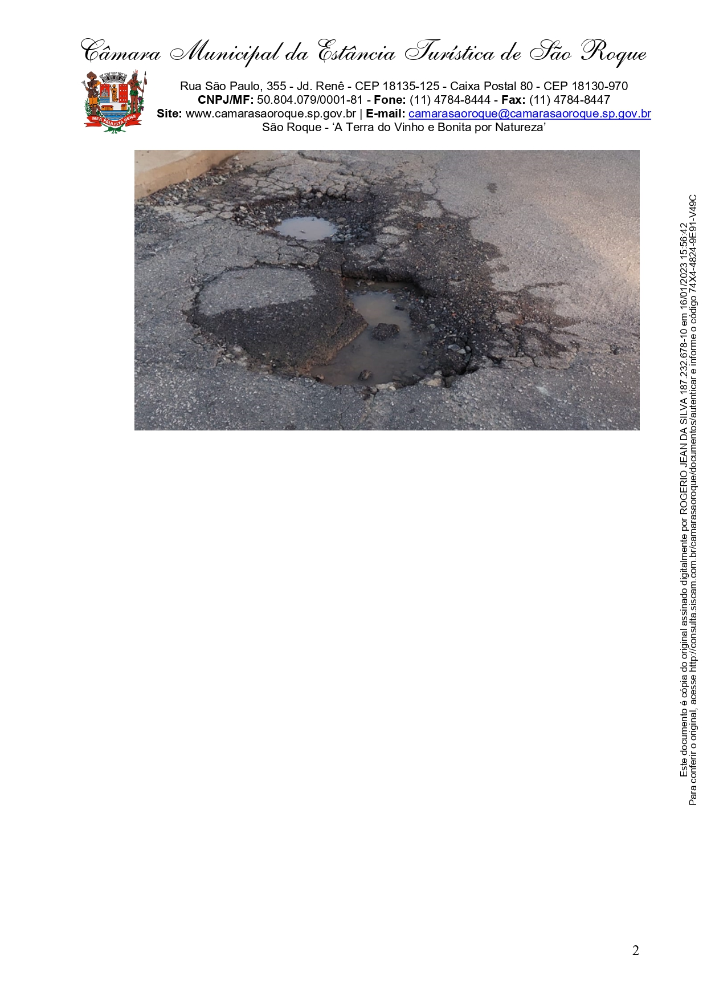 Câmara Municipal da Estância Turística de São Roque
Rua São Paulo, 355 - Jd. Renê - CEP 18135-125 - Caixa Postal 80 - CEP 18130-970
CNPJ/MF: 50.804.079/0001-81 - Fone: (11) 4784-8444 - Fax: (11) 4784-8447
Site: www.camarasaoroque.sp.gov.br | E-mail: camarasaoroque@camarasaoroque.sp.gov.br
São Roque - ‘A Terra do Vinho e Bonita por Natureza’
MEA PAULISTA GENS
Este documento é cópia do original assinado digitalmente por ROGERIO JEAN DA SILVA 187.232.678-10 em 16/01/2023 15:56:42
Para conferir o original, acesse http://consulta.siscam.com.br/camarasaoroque/documentos/autenticar e informe o código 74X4-4824-9E91-V49C
2